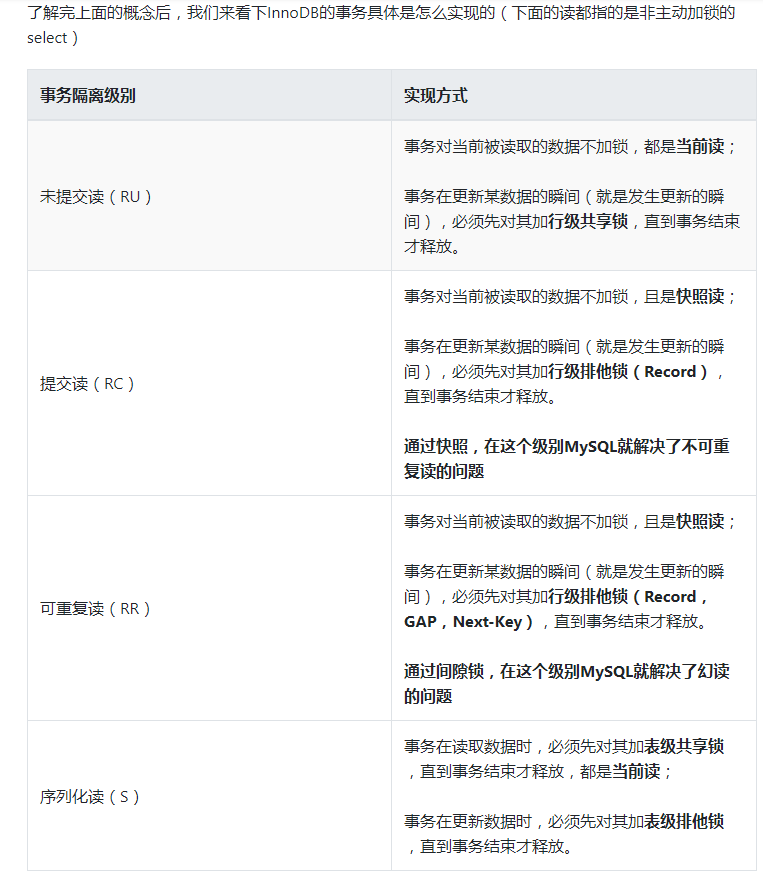 了解完上面的概念后，我们来看下InnoDB的事务具体是怎么实现的（下面的读都指的是非主动加锁的
select）
事务隔离级别
实现方式
未提交读（RU）
事务对当前被读取的数据不加锁，都是当前读；
事务在更新某数据的瞬间（就是发生更新的瞬
间），必须先对其加行级共享锁，直到事务结束
才释放。
提交读（RC）
事务对当前被读取的数据不加锁，且是快照读；
事务在更新某数据的瞬间（就是发生更新的瞬
间），必须先对其加行级排他锁（Record），
直到事务结束才释放。
通过快照，在这个级别MySQL就解决了不可重
复读的问题
可重复读（RR）
事务对当前被读取的数据不加锁，且是快照读；
事务在更新某数据的瞬间（就是发生更新的瞬
间），必须先对其加行级排他锁（Record，
GAP，Next-Key），直到事务结束才释放。
通过间隙锁，在这个级别MySQL就解决了幻读
的问题
序列化读（S）
事务在读取数据时，必须先对其加表级共享锁
，直到事务结束才释放，都是当前读；
事务在更新数据时，必须先对其加表级排他锁
，直到事务结束才释放。